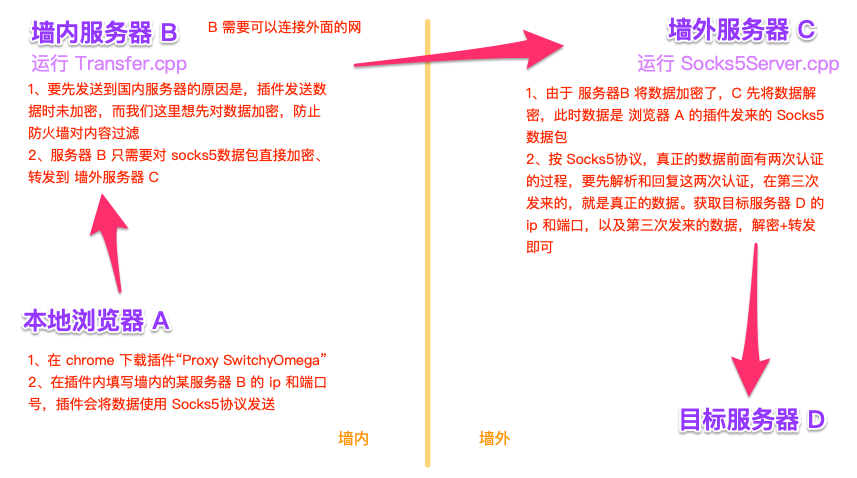 墙内服务器 B
B 需要可以连接外面的网
运行 Transfer.cpp
1、要先发送到国内服务器的原因是，插件发送数
据时未加密，而我们这里想先对数据加密，防止
防火墙对内容过滤
2、服务器 B 只需要对 socks5数据包直接加密、
转发到 墙外服务器 C
本地浏览器 A
1、在 chrome 下载插件“Proxy SwitchyOmega”
2、在插件内填写墙内的某服务器 B 的 ip 和端口
号，插件会将数据使用 Socks5协议发送
墙内
墙外服务器 C
运行 Socks5Server.cpp
1、由于 服务器B 将数据加密了，C 先将数据解
密，此时数据是 浏览器 A 的插件发来的 Socks5
数据包
2、按 Socks5协议，真正的数据前面有两次认证
的过程，要先解析和回复这两次认证，在第三次
发来的，就是真正的数据。获取目标服务器 D 的
ip 和端口，以及第三次发来的数据，解密+转发
即可
目标服务器 D
墙外